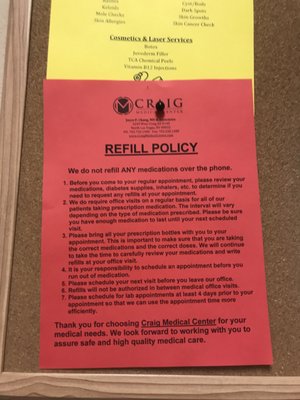 Keloids
Mole Checks
Skin Allergies
Cyst/Body
Dark Spots
Skin Growths
Skin Cancer Check
Cosmetics & Laser Services
Botox
Juvederm Filler
TCA Chemical Peels
Vitamin B12 Injections
CRAIG
MEDICAL CENTER
REFILL POLICY
We do not refill ANY medications over the phone.
1. Before you come to your regular appointment, please review your
medications, diabetes supplies, inhalers, etc. to determine if you
need to request any refills at your appointment.
2. We do require office visits on a regular basis for all of our
patients taking prescription medication. The interval will vary
depending on the type of medication prescribed. Please be sure
you have enough medication to last until your next scheduled
visit.
3. Please bring all your prescription bottles with you to your
appointment. This is important to make sure that you are taking
the correct medications and the correct doses. We will continue
to take the time to carefully review your medications and write
refills at your office visit.
4. It is your responsibility to schedule an appointment before you
run out of medication.
5. Please schedule your next visit before you leave our office.
6. Refills will not be authorized in between medical office visits.
7. Please schedule for lab appointments at least 4 days prior to your
appointment so that we can use the appointment time more
efficiently.
Thank you for choosing Craig Medical Center for your
medical needs. We look forward to working with you to
assure safe and high quality medical care.